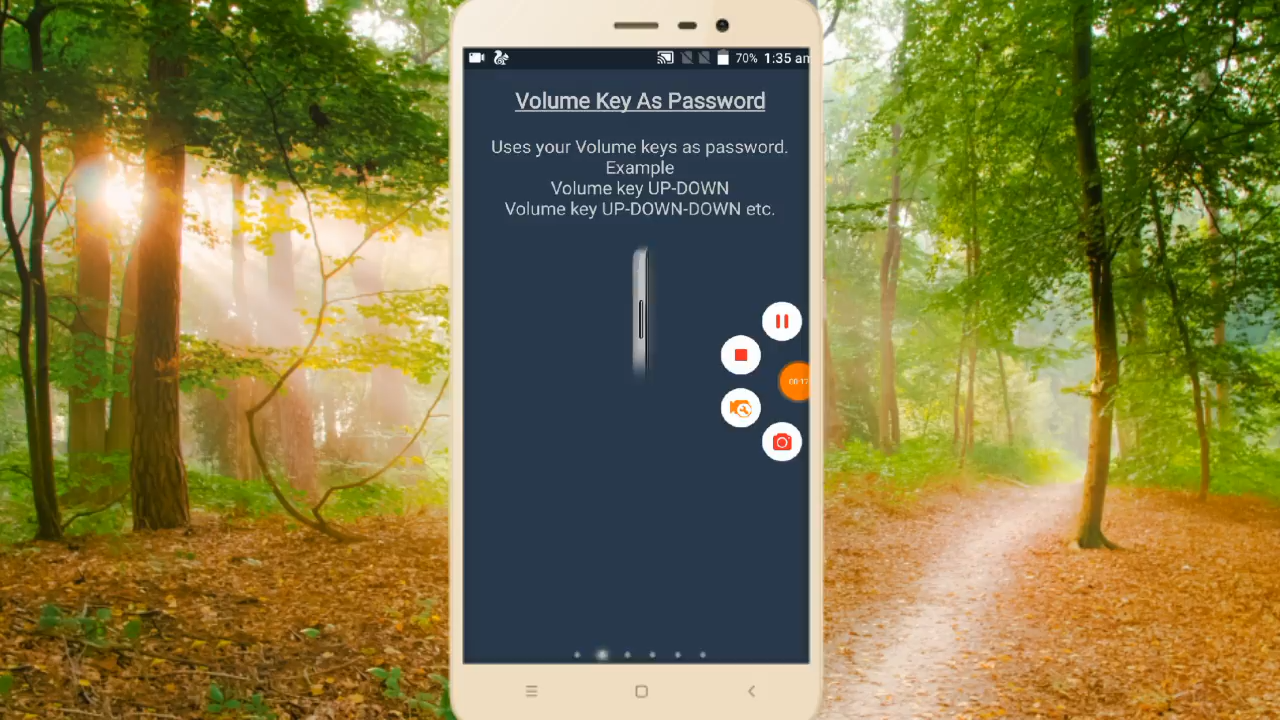 70% 1:35 am
Volume Key As Password
Uses your Volume keys as password.
Example
Volume key UP-DOWN
Volume key UP-DOWN-DOWN etc.